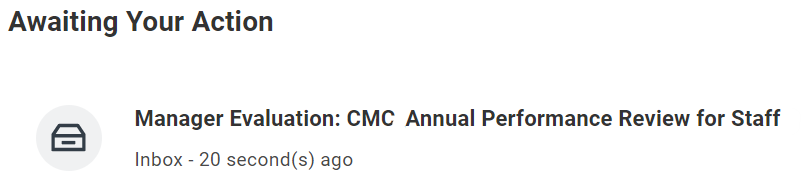 Awaiting Your Action
Manager Evaluation: CMC Annual Performance Review for Staff
Inbox - 20 second(s) ago